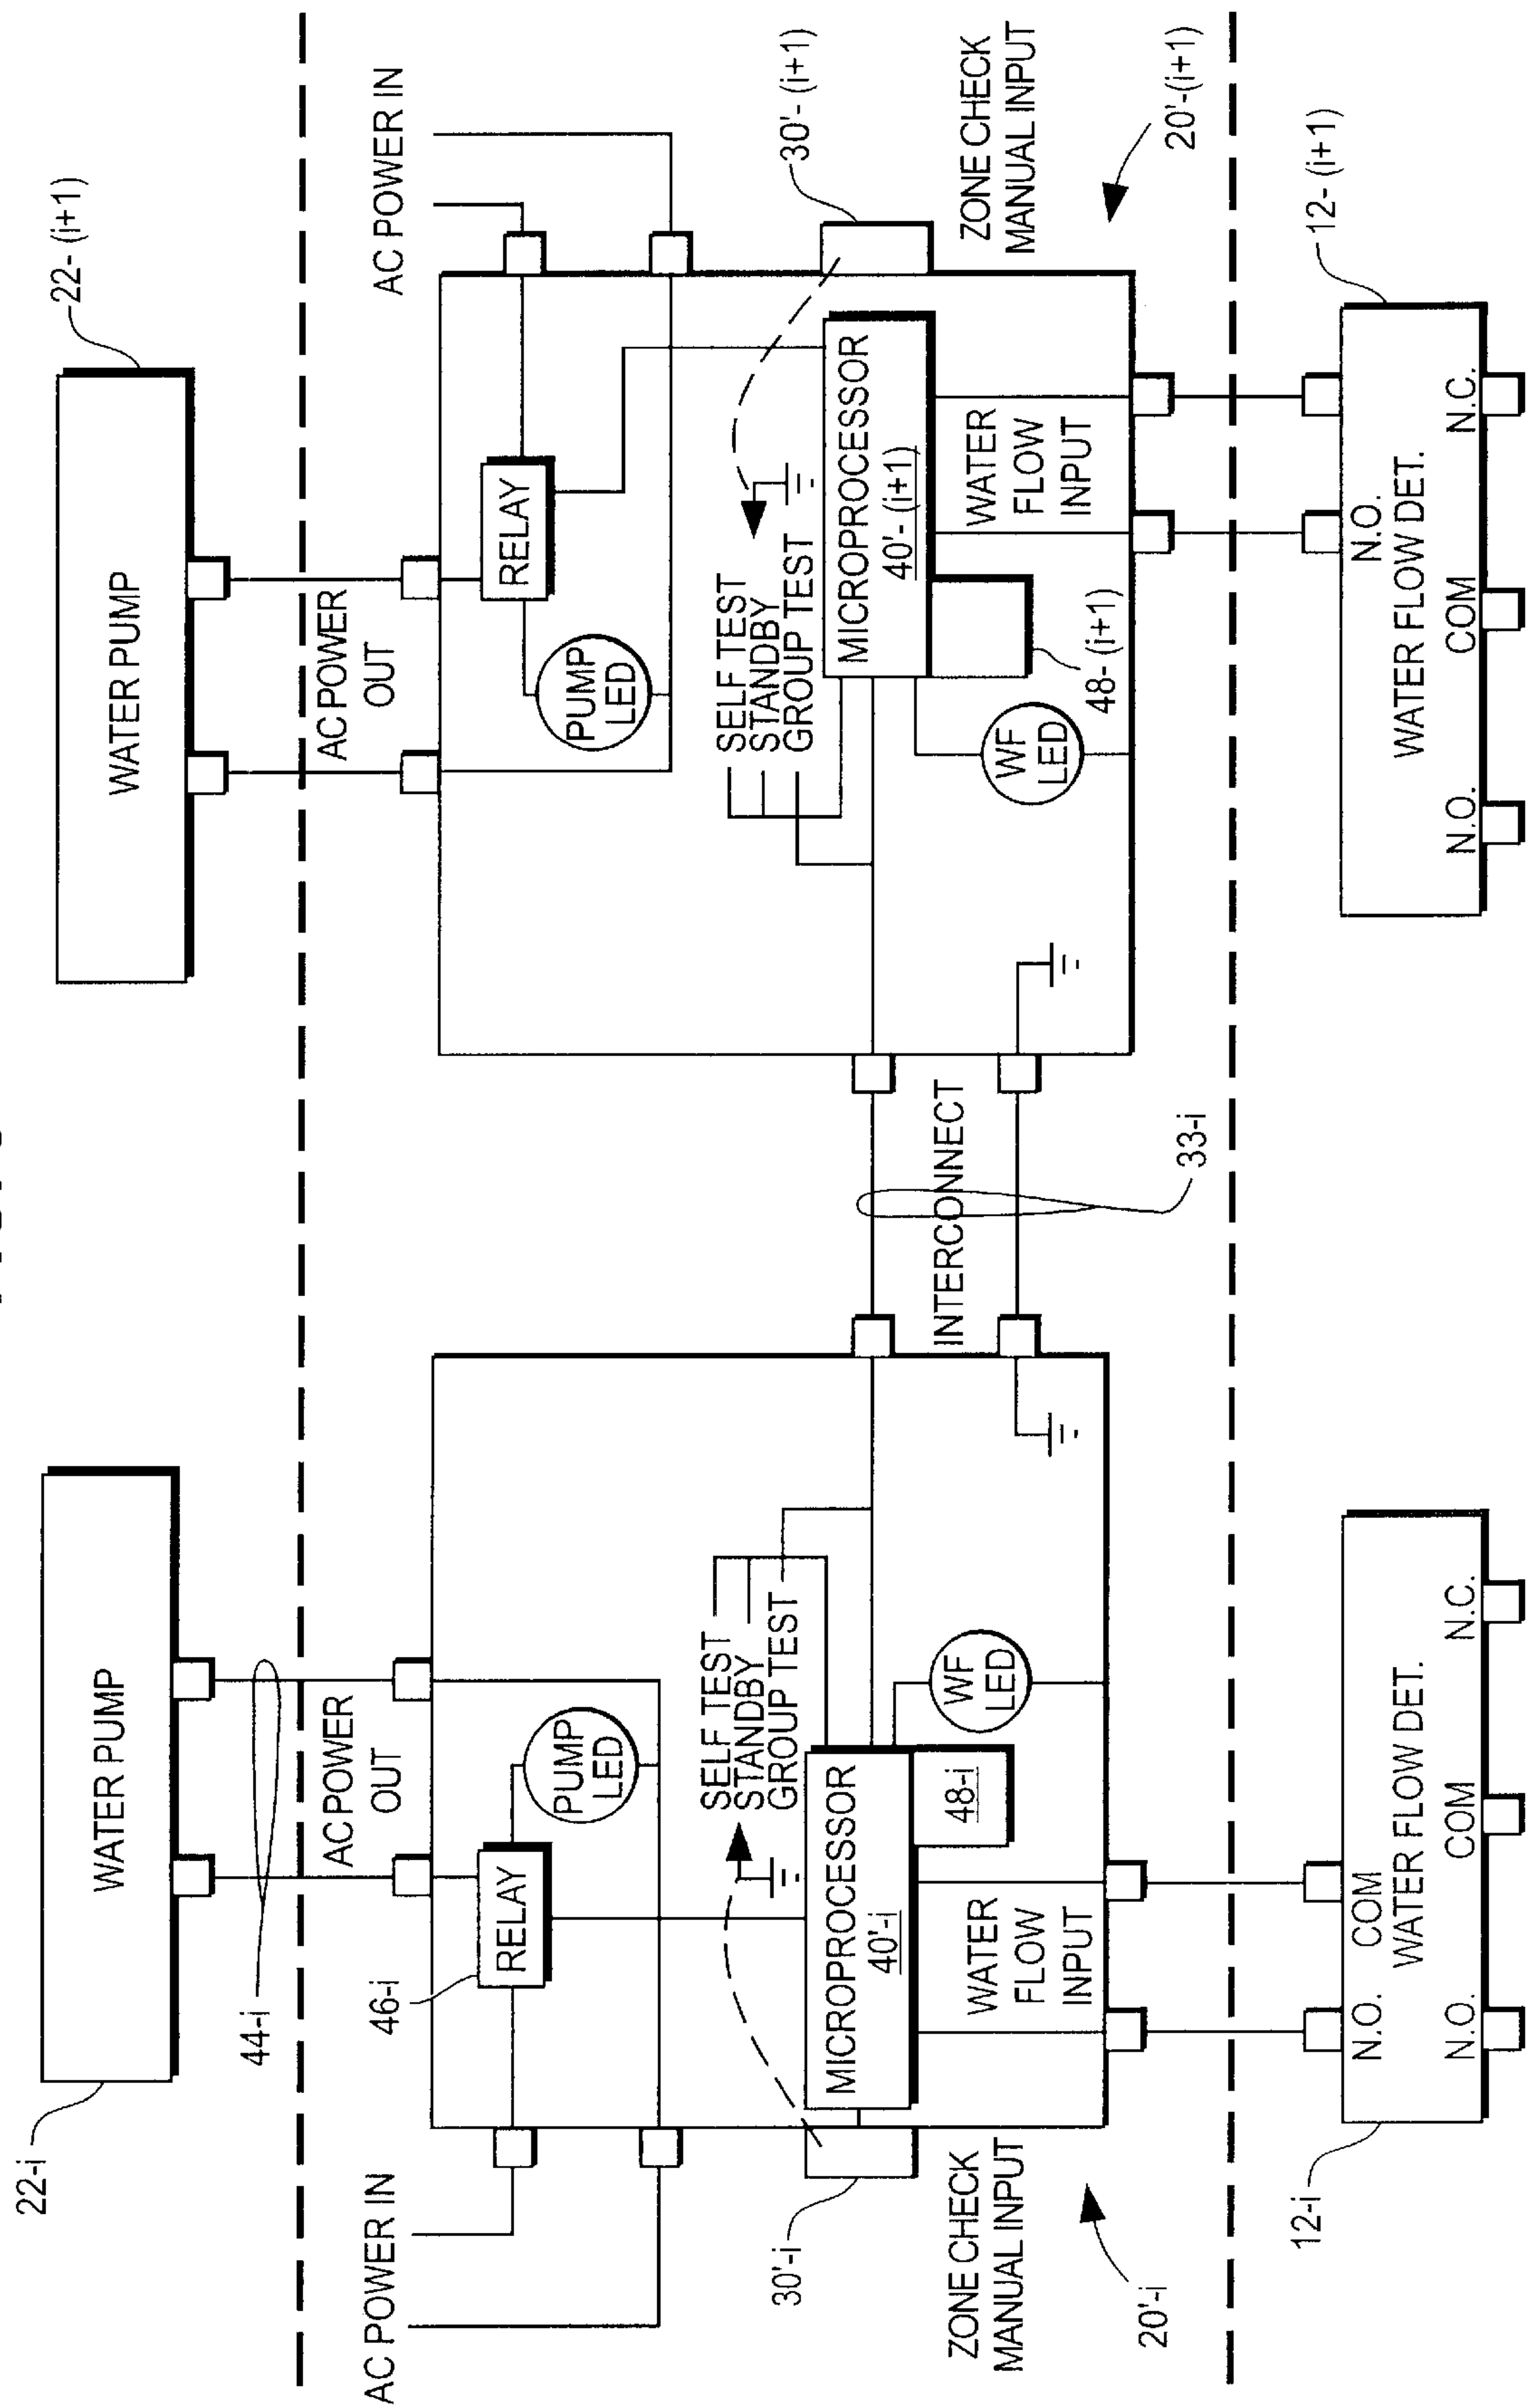 22-i
WATER PUMP
44-i
AC POWER IN
AC POWER
OUT
46-i
RELAY
PUMP
LED
SELF TEST
STANDBY
GROUP TEST
30'-i
MICROPROCESSOR
40'-i
48-i
WF
LED
ZONE CHECK
MANUAL INPUT
WATER
FLOW
INPUT
20'-i
12-i
N.O. COM
WATER FLOW DET.
N.O. COM N.C.
INTERCONNECT
33-i
22- (i+1)
WATER PUMP
AC POWER
OUT
AC POWER IN
RELAY
PUMP
LED
SELF TEST
STANDBY
GROUP TEST
30'- (i+1)
MICROPROCESSOR
40'- (i+1)
48- (i+1)
WF
LED
WATER
FLOW
INPUT
ZONE CHECK
MANUAL INPUT
20'-(i+1)
12- (i+1)
N.O.
WATER FLOW DET.
N.O. COM N.C.